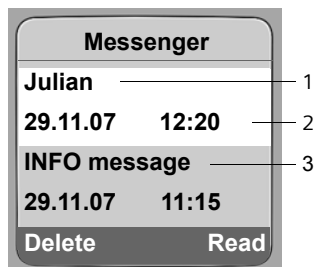 Messenger
Julian 1
29.11.07 12:20 2
INFO message 3
29.11.07 11:15
Delete Read